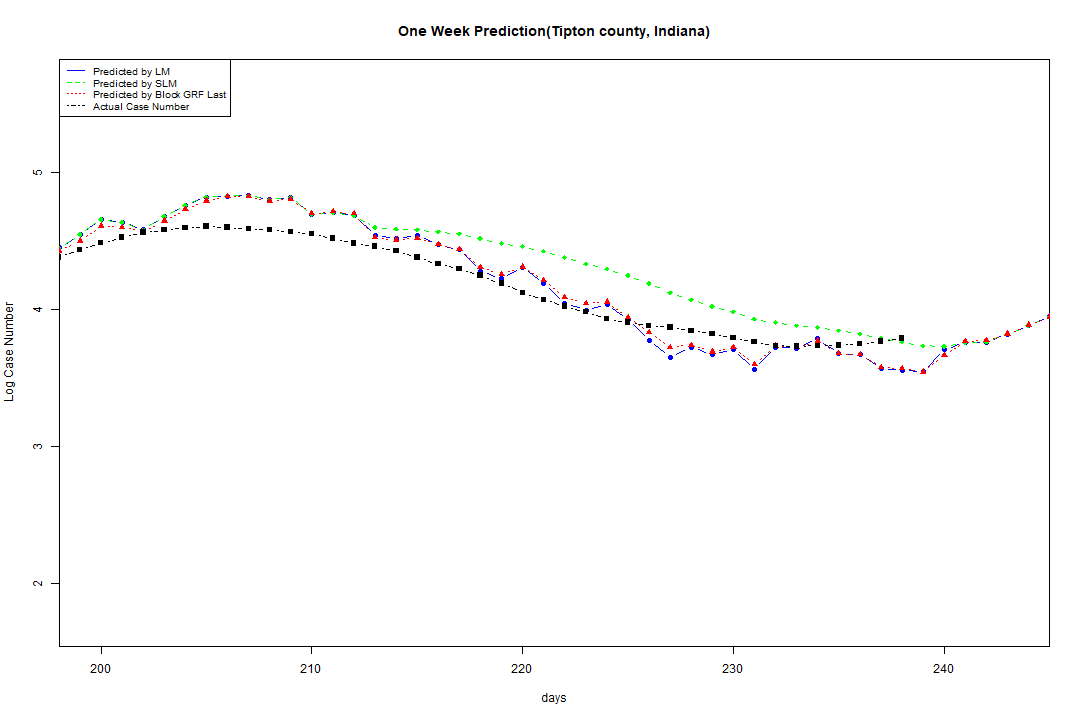 One Week Prediction(Tipton county, Indiana)
Predicted by LM
Predicted by SLM
Predicted by Block GRF Last
Actual Case Number
5
4
3
2
Log Case Number
200 210 220 230 240
days